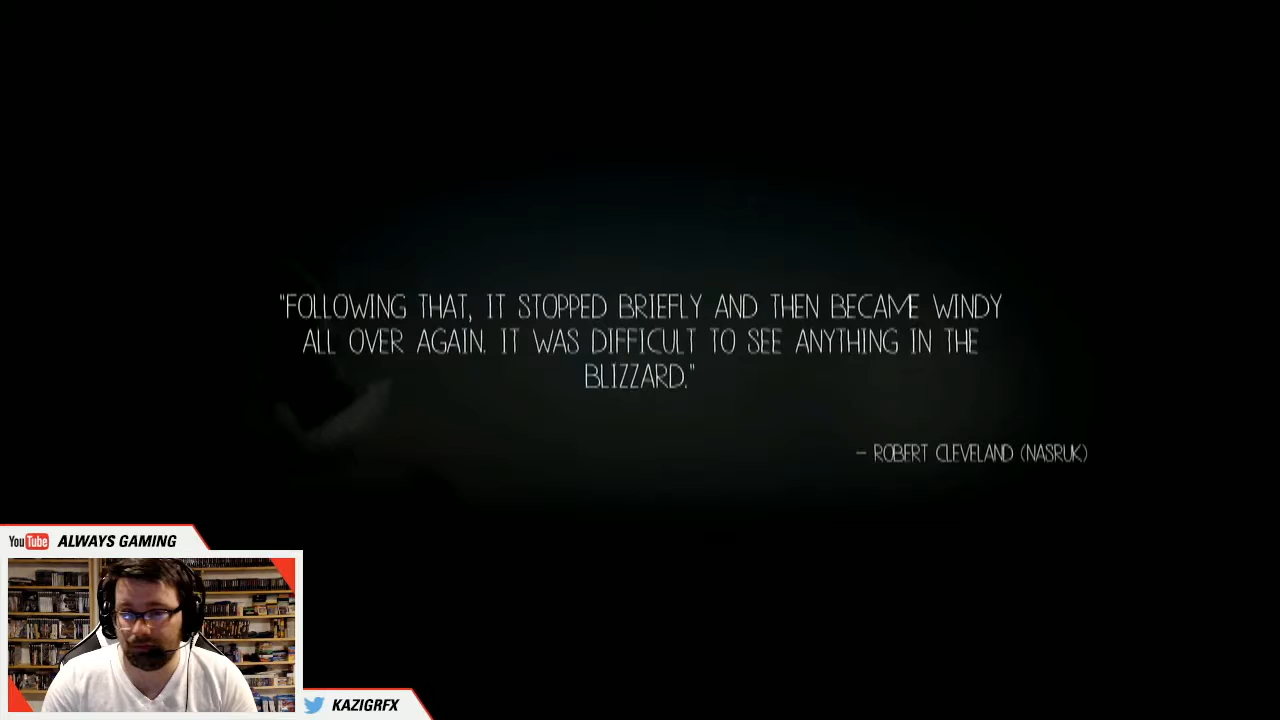 "FOLLOWING THAT, IT STOPPED BRIEFLY AND THEN BECAME WINDY
ALL OVER AGAIN. IT WAS DIFFICULT TO SEE ANYTHING IN THE
BLIZZARD."
– ROBERT CLEVELAND (NASRUK)
YouTube ALWAYS GAMING
KAZIGRFX